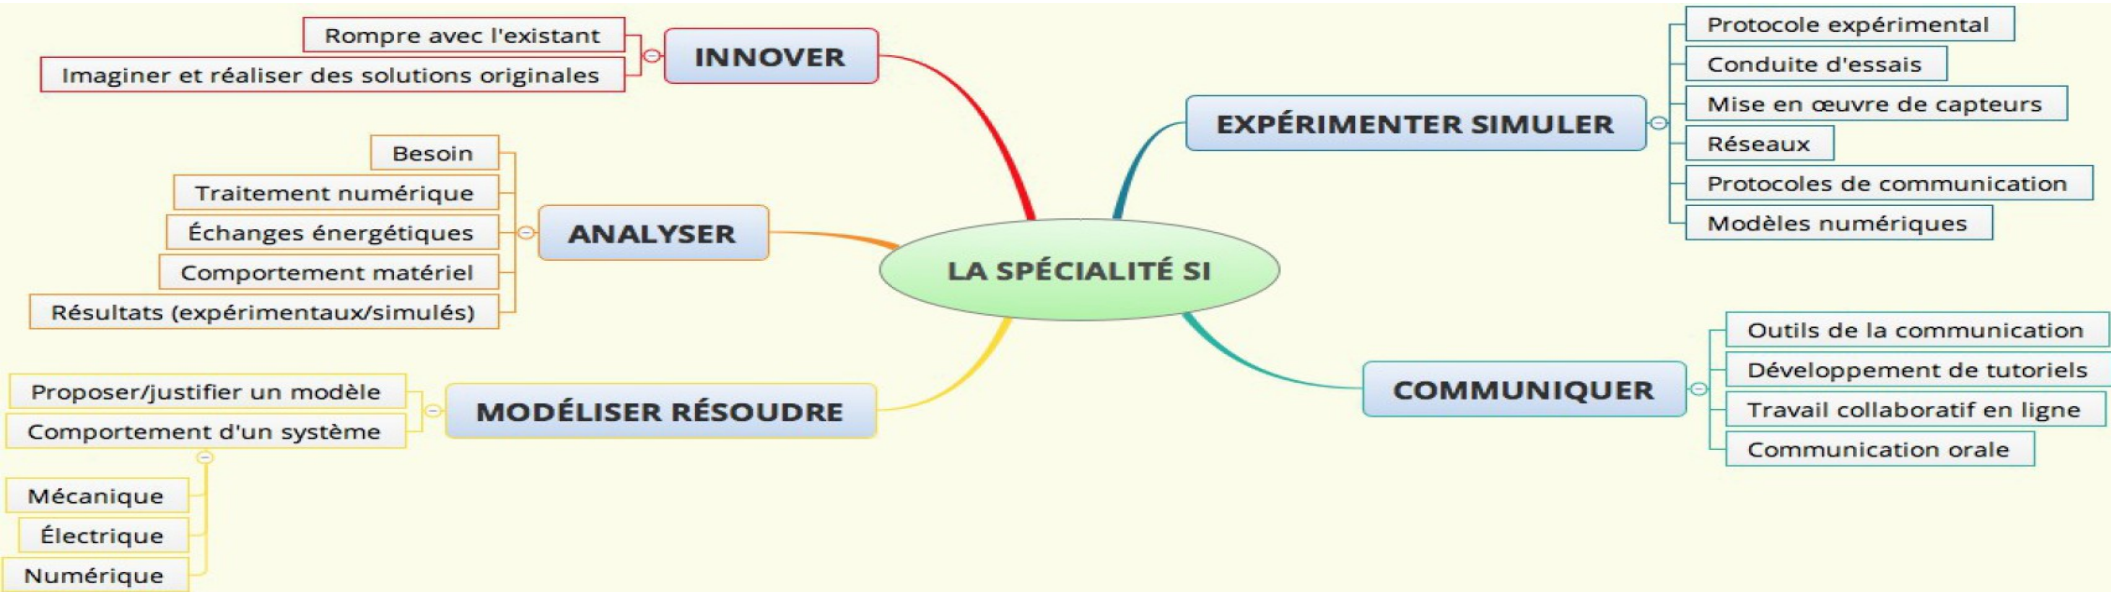 LA SPÉCIALITÉ SI
INNOVER
Rompre avec l'existant
Imaginer et réaliser des solutions originales
ANALYSER
Besoin
Traitement numérique
Échanges énergétiques
Comportement matériel
Résultats (expérimentaux/simulés)
MODÉLISER RÉSOUDRE
Proposer/justifier un modèle
Comportement d'un système
Mécanique
Électrique
Numérique
EXPÉRIMENTER SIMULER
Protocole expérimental
Conduite d'essais
Mise en œuvre de capteurs
Réseaux
Protocoles de communication
Modèles numériques
COMMUNIQUER
Outils de la communication
Développement de tutoriels
Travail collaboratif en ligne
Communication orale